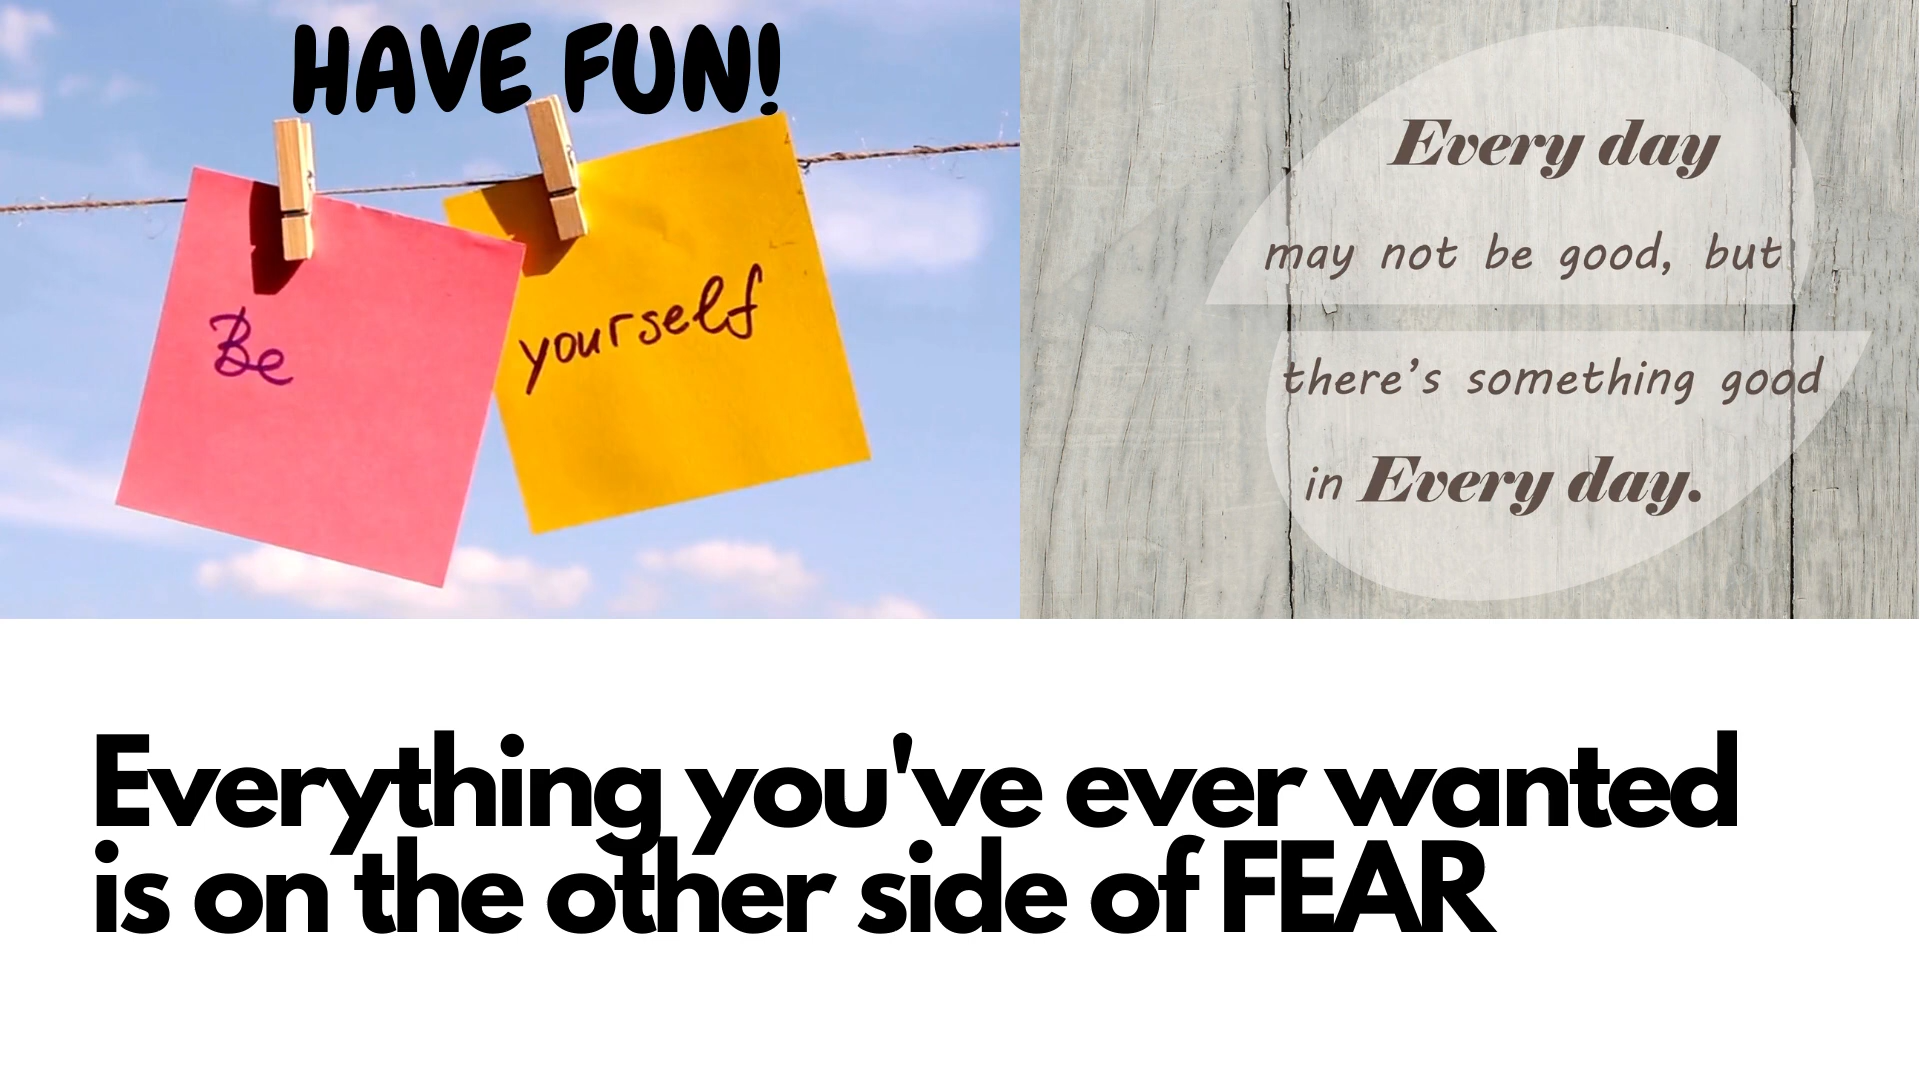 HAVE FUN!
Be
yourself
Every day
may not be good, but
there's something good
in Every day.
Everything you've ever wanted
is on the other side of FEAR